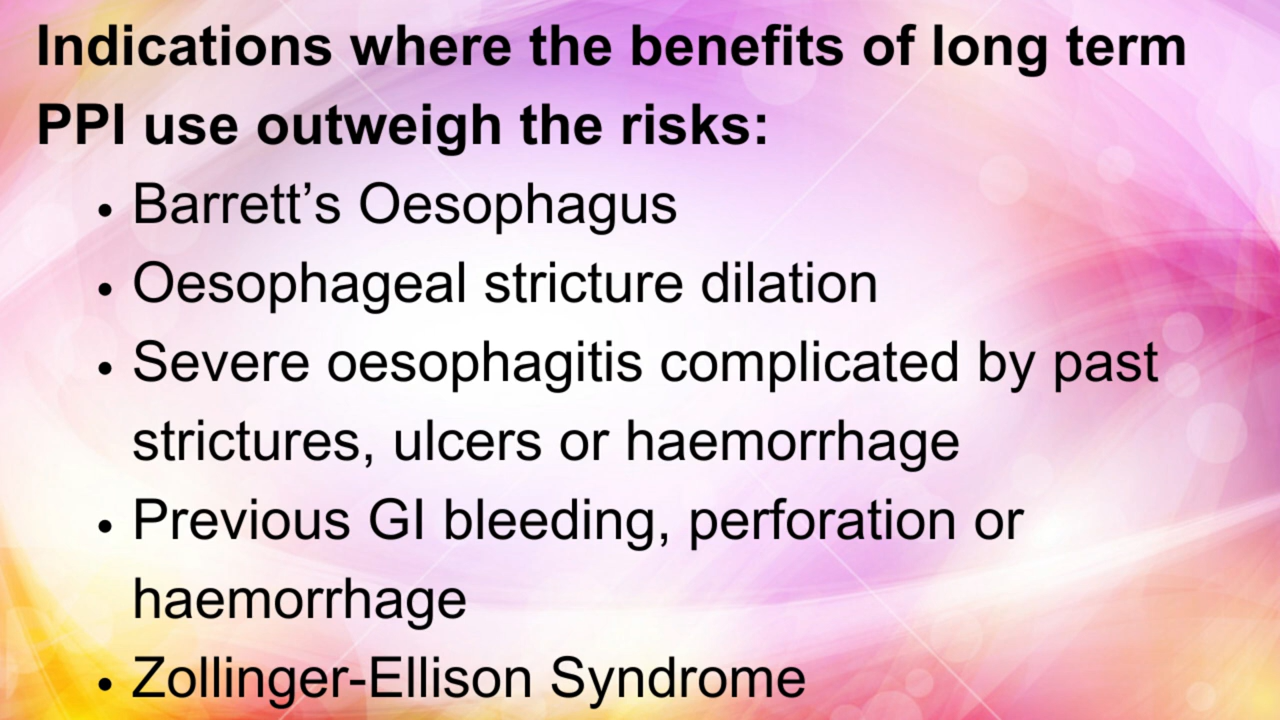 Indications where the benefits of long term
PPI use outweigh the risks:
• Barrett’s Oesophagus
• Oesophageal stricture dilation
• Severe oesophagitis complicated by past
strictures, ulcers or haemorrhage
• Previous GI bleeding, perforation or
haemorrhage
• Zollinger-Ellison Syndrome